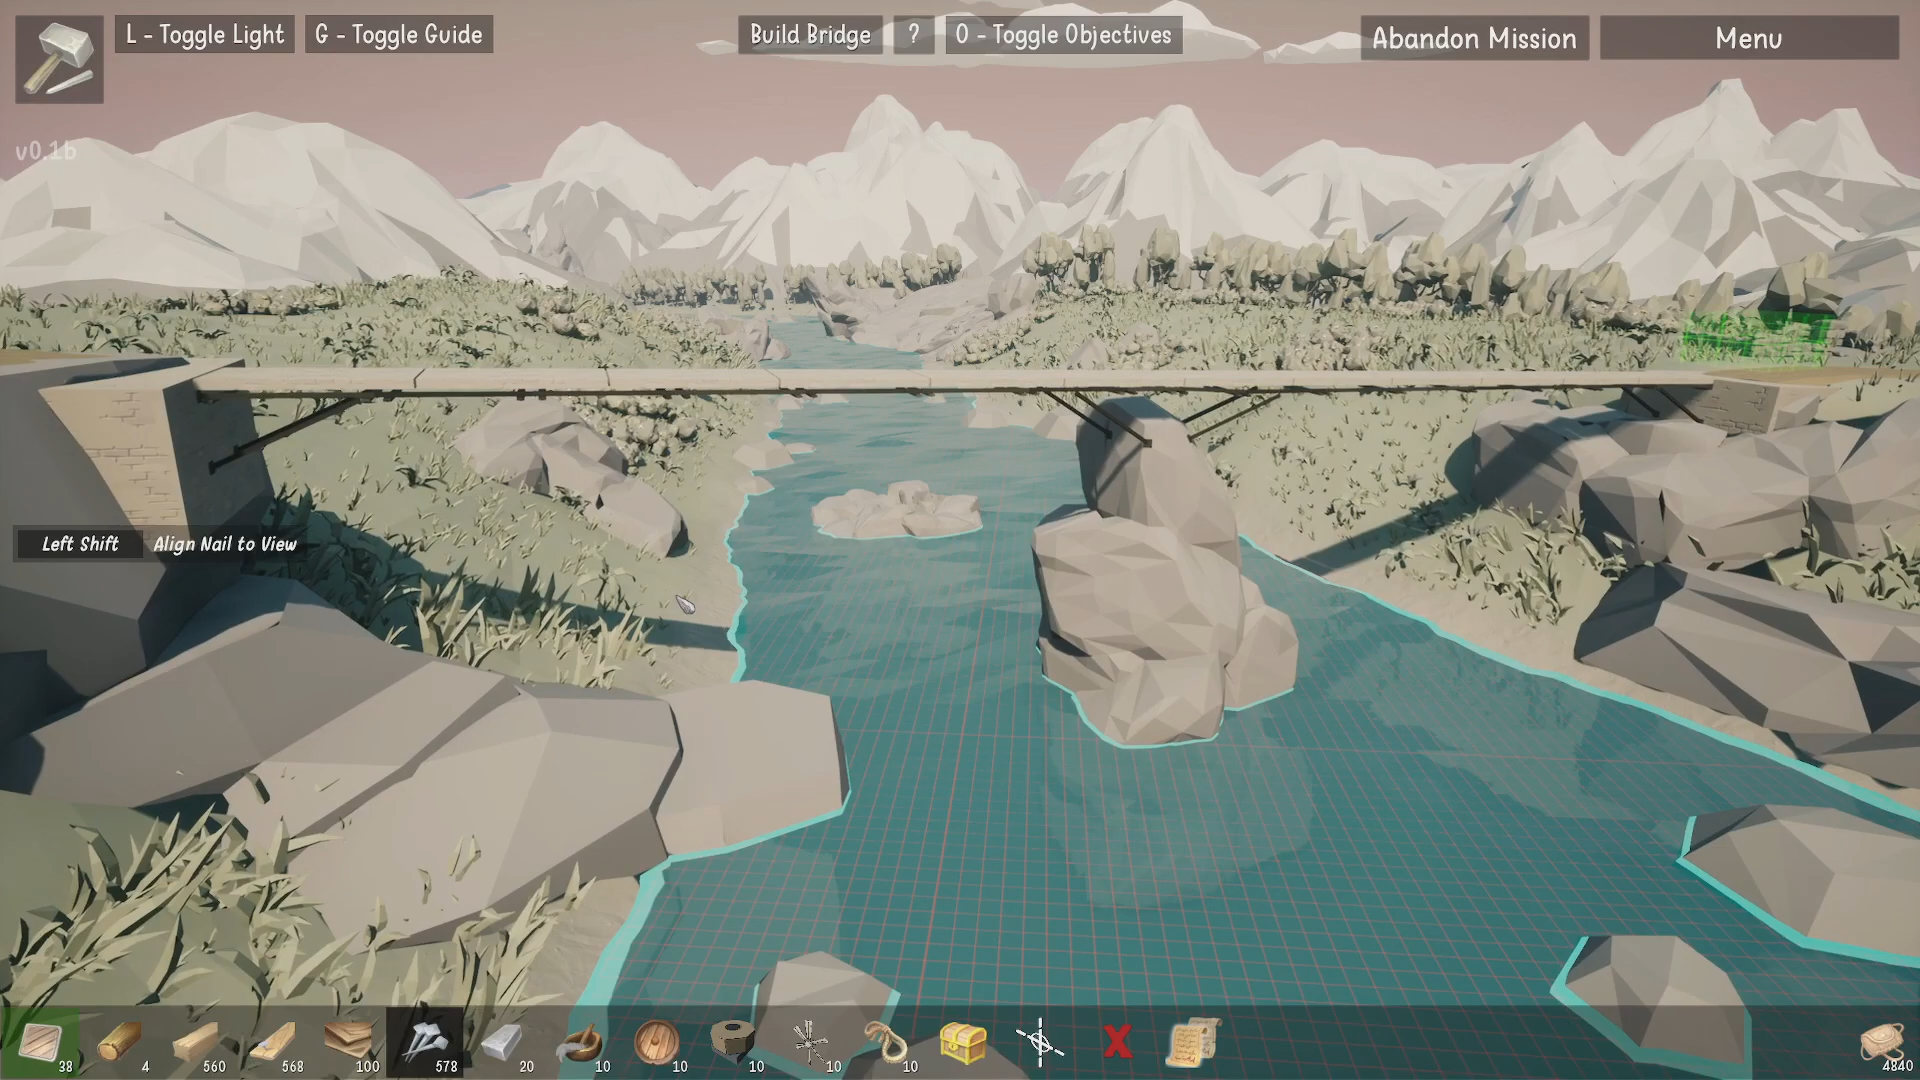 L - Toggle Light
G - Toggle Guide
Build Bridge
?
O - Toggle Objectives
Abandon Mission
Menu
v0.1b
Left Shift
Align Nail to View
38
4
560
568
100
578
20
10
10
10
10
10
4840